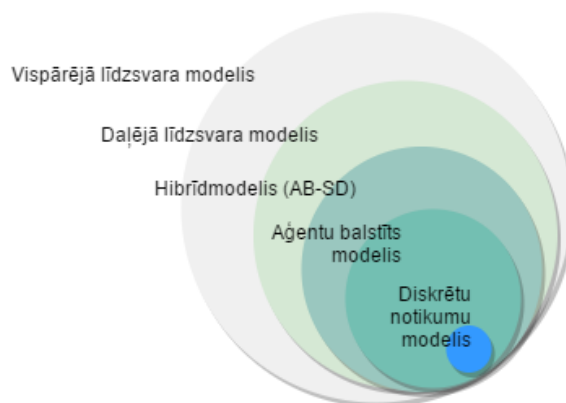 Vispārējā līdzsvara modelis
Daļējā līdzsvara modelis
Hibrīdmodelis (AB-SD)
Aģentu balstīts
modelis
Diskrētu
notikumu
modelis